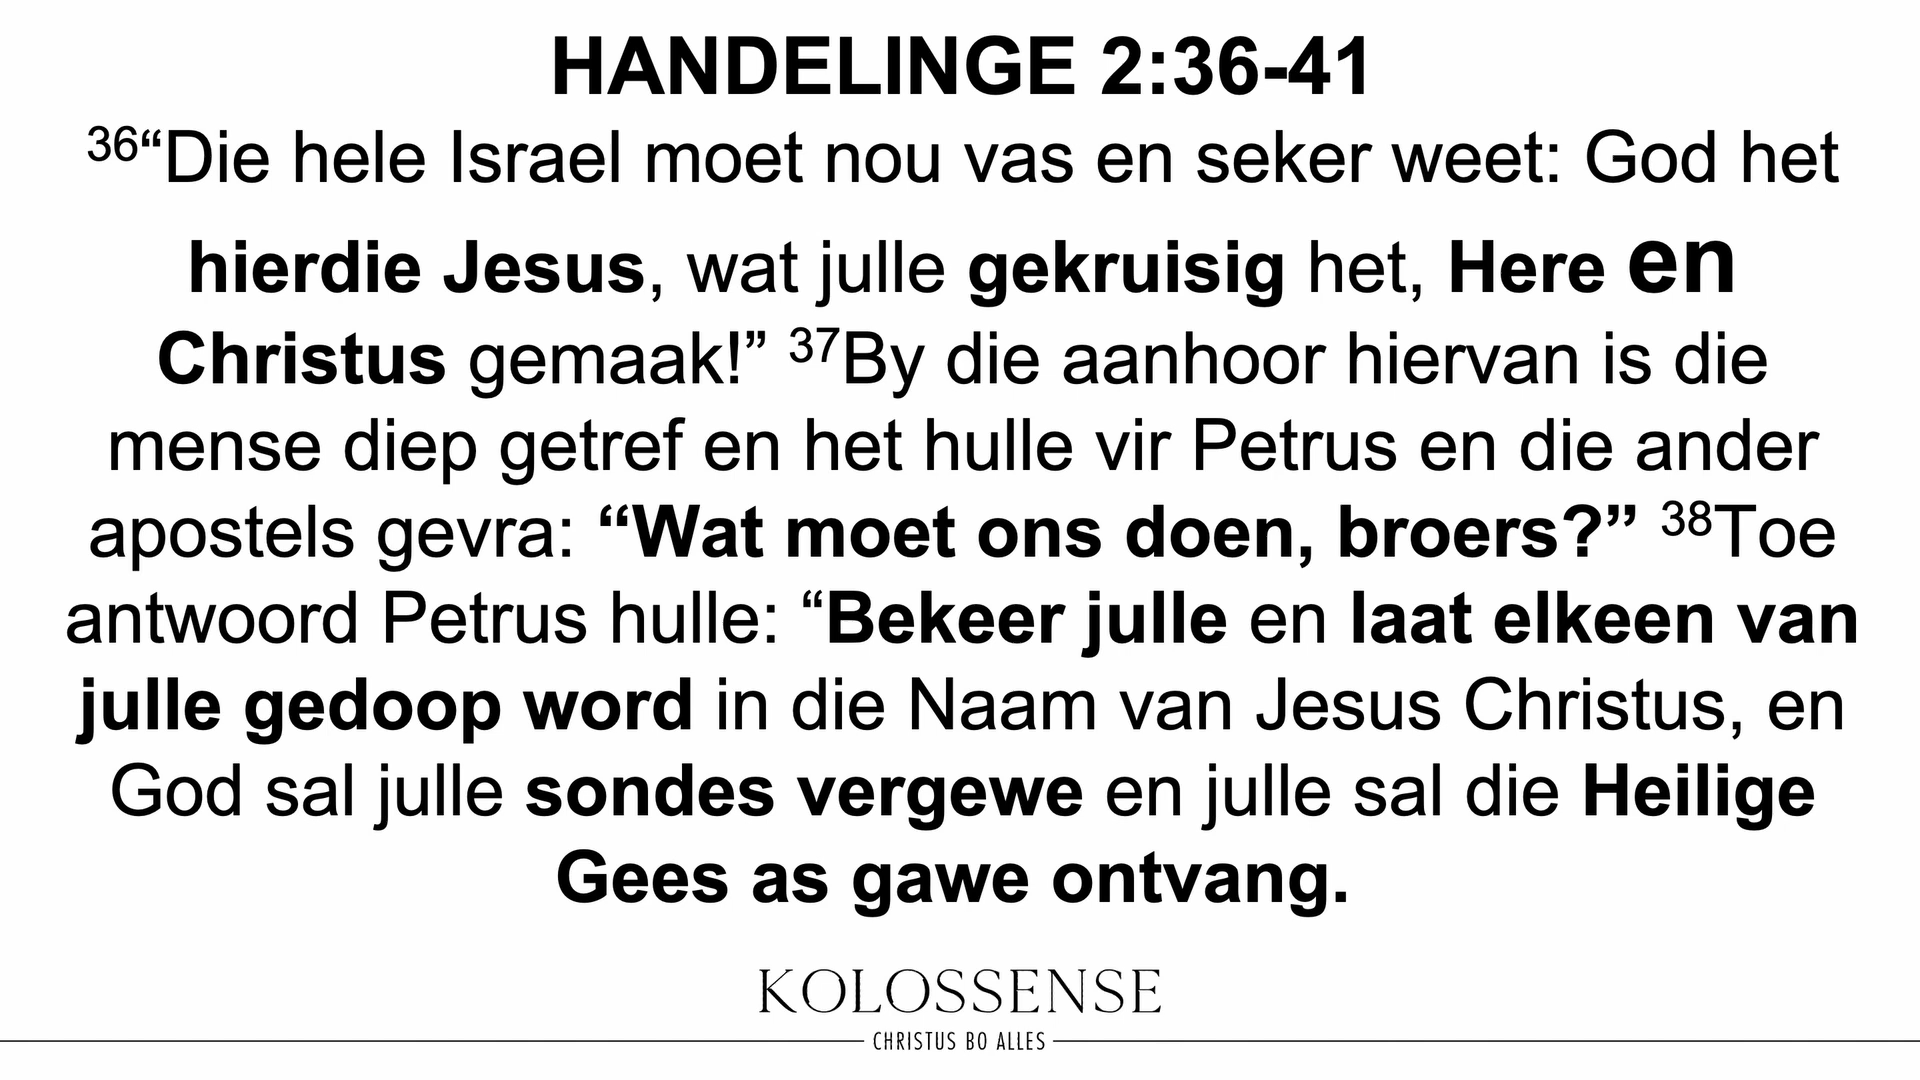 HANDELINGE 2:36-41
36“Die hele Israel moet nou vas en seker weet: God het
hierdie Jesus, wat julle gekruisig het, Here en
Christus gemaak!” 37By die aanhoor hiervan is die
mense diep getref en het hulle vir Petrus en die ander
apostels gevra: “Wat moet ons doen, broers?” 38Toe
antwoord Petrus hulle: “Bekeer julle en laat elkeen van
julle gedoop word in die Naam van Jesus Christus, en
God sal julle sondes vergewe en julle sal die Heilige
Gees as gawe ontvang.
KOLOSSENSE
CHRISTUS BO ALLES